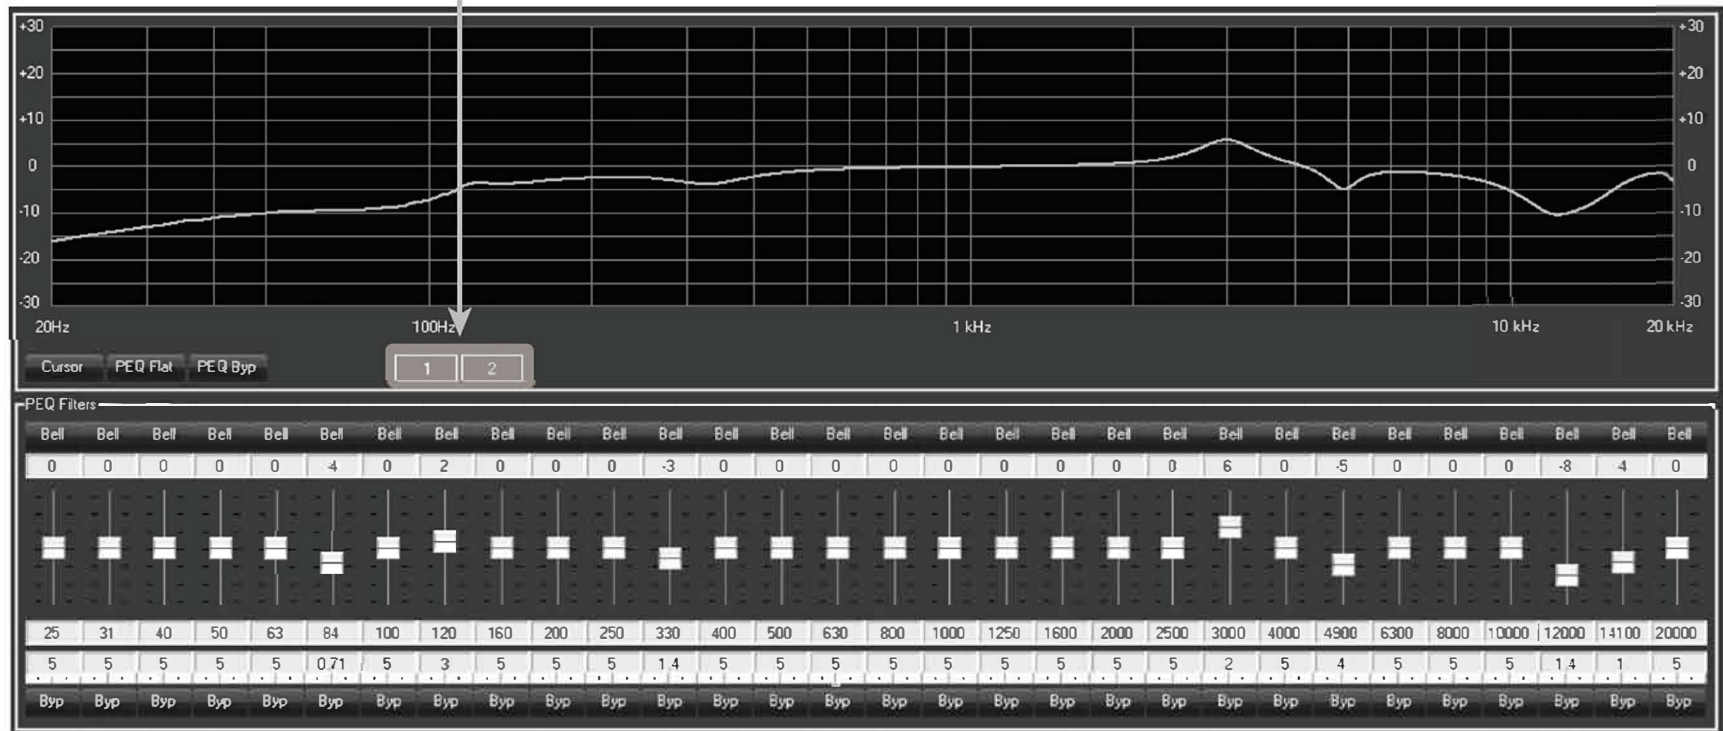 +30 +30
+20 +20
+10 +10
0 0
-10 -10
-20 -20
-30 -30
20Hz 100Hz 1 kHz 10 kHz 20 kHz
Cursor PEQ Flat PEQ Byp 1 2
PEQ Filters
Bell Bell Bell Bell Bell Bell Bell Bell Bell Bell Bell Bell Bell Bell Bell Bell Bell Bell Bell Bell Bell Bell Bell Bell Bell Bell Bell Bell Bell Bell
0 0 0 0 0 -4 0 2 0 0 0 -3 0 0 0 0 0 0 0 0 0 6 0 -5 0 0 0 -8 -4 0
25 31 40 50 63 84 100 120 160 200 250 330 400 500 630 800 1000 1250 1600 2000 2500 3000 4000 4900 6300 8000 10000 12000 14100 20000
5 5 5 5 5 0.71 5 3 5 5 5 1.4 5 5 5 5 5 5 5 5 5 2 5 4 5 5 5 1.4 1 5
Byp Byp Byp Byp Byp Byp Byp Byp Byp Byp Byp Byp Byp Byp Byp Byp Byp Byp Byp Byp Byp Byp Byp Byp Byp Byp Byp Byp Byp Byp